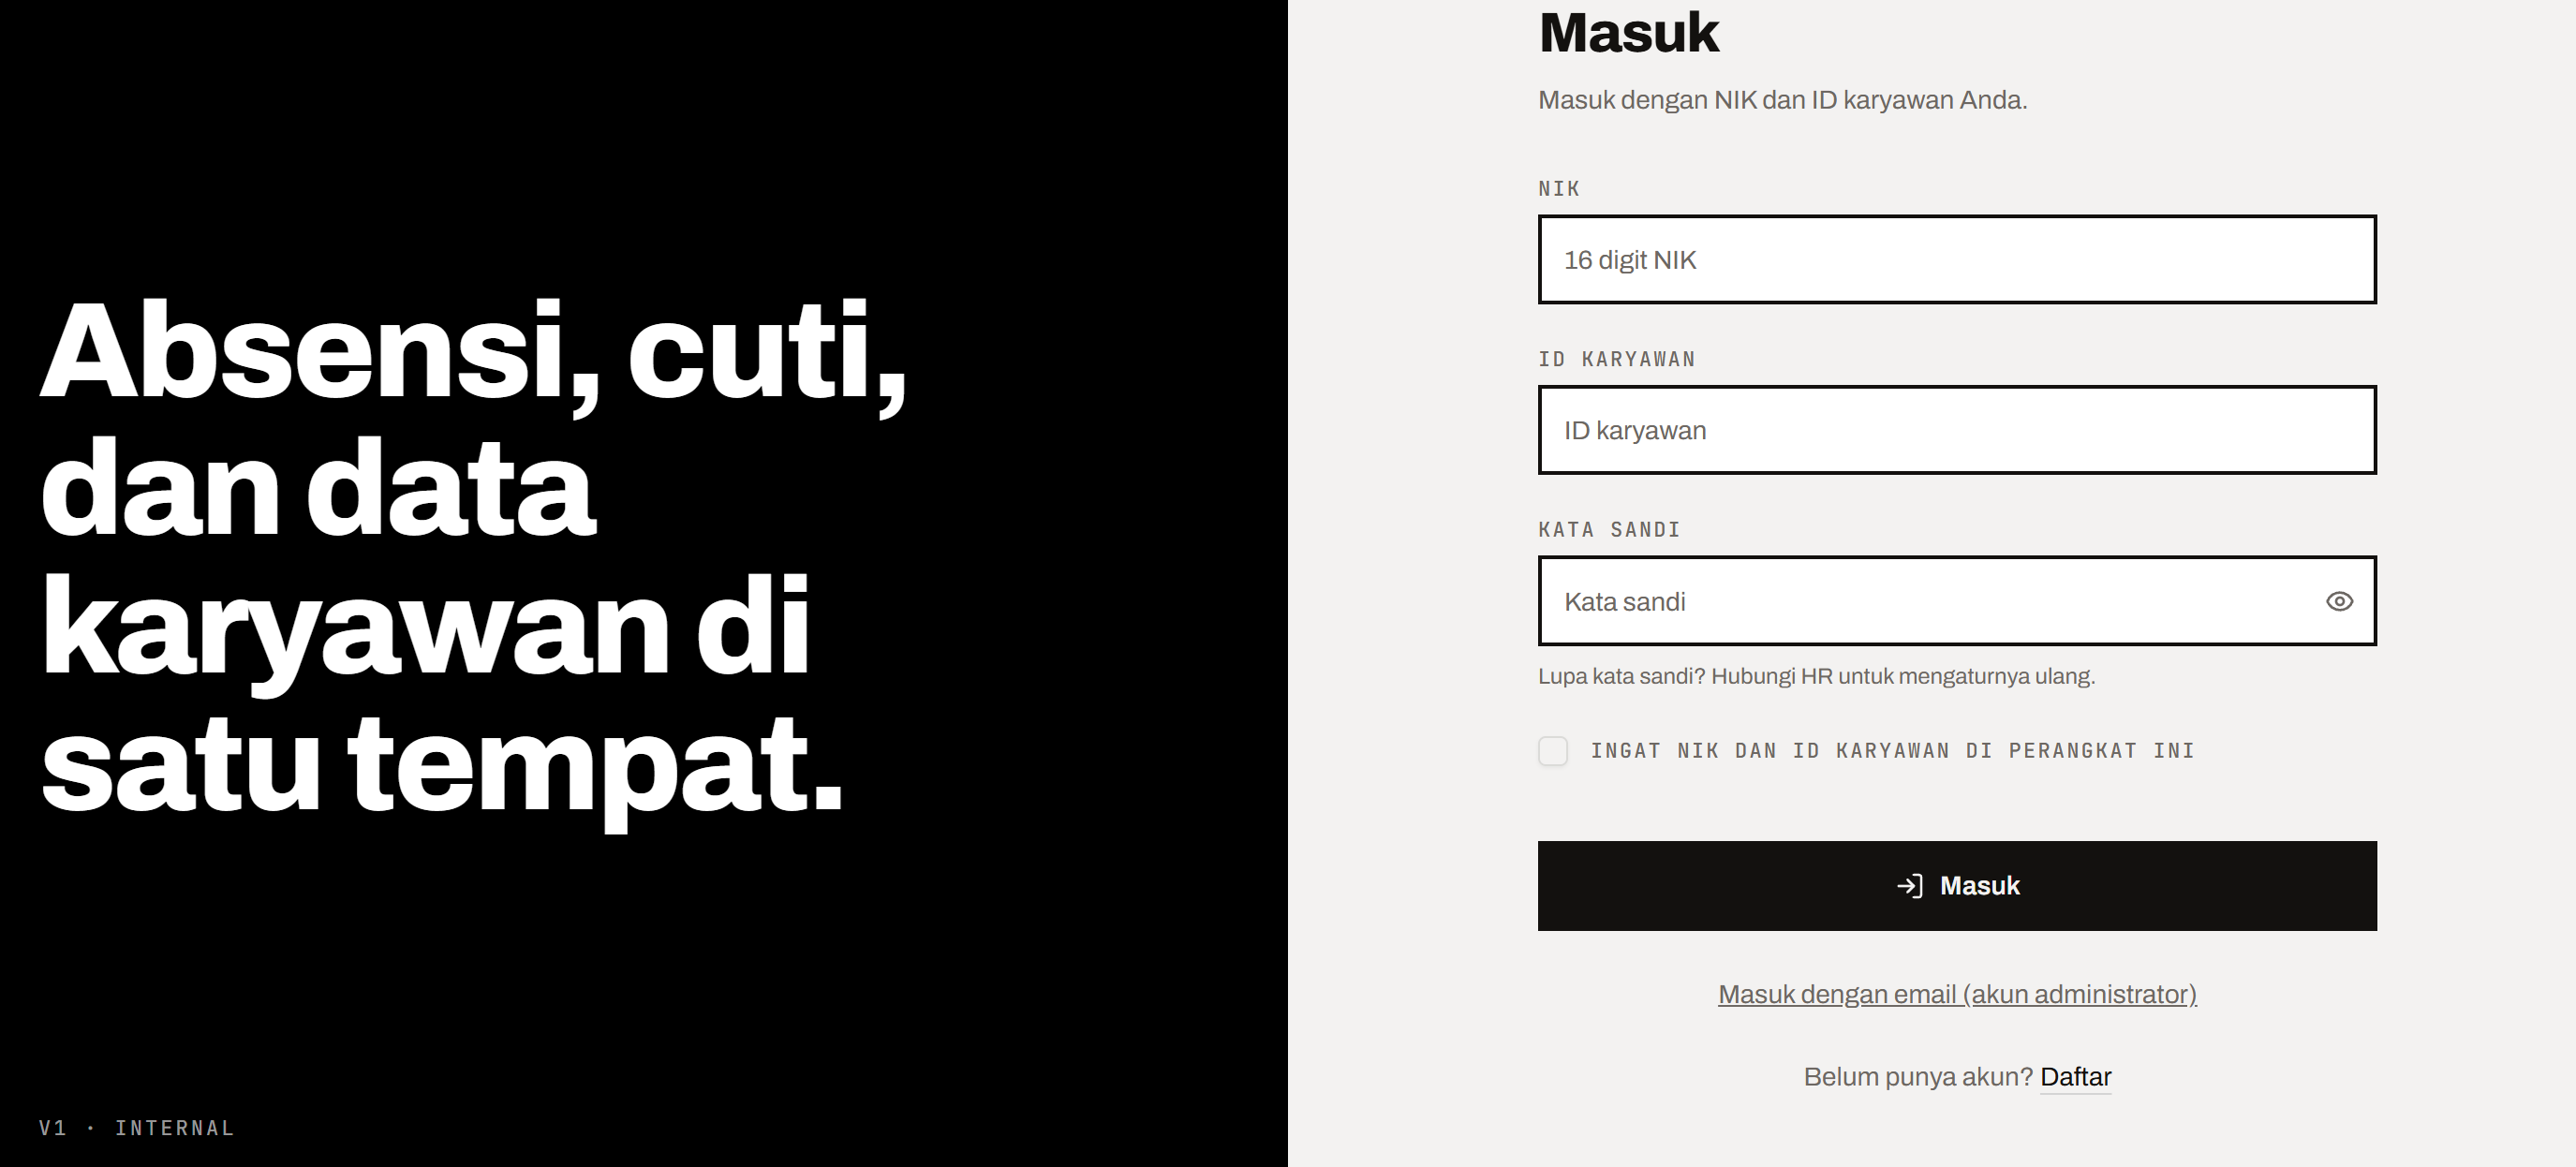 Absensi, cuti,
dan data
karyawan di
satu tempat.
V1 · INTERNAL
Masuk
Masuk dengan NIK dan ID karyawan Anda.
NIK
16 digit NIK
ID KARYAWAN
ID karyawan
KATA SANDI
Kata sandi
Lupa kata sandi? Hubungi HR untuk mengaturnya ulang.
INGAT NIK DAN ID KARYAWAN DI PERANGKAT INI
Masuk
Masuk dengan email (akun administrator)
Belum punya akun? Daftar